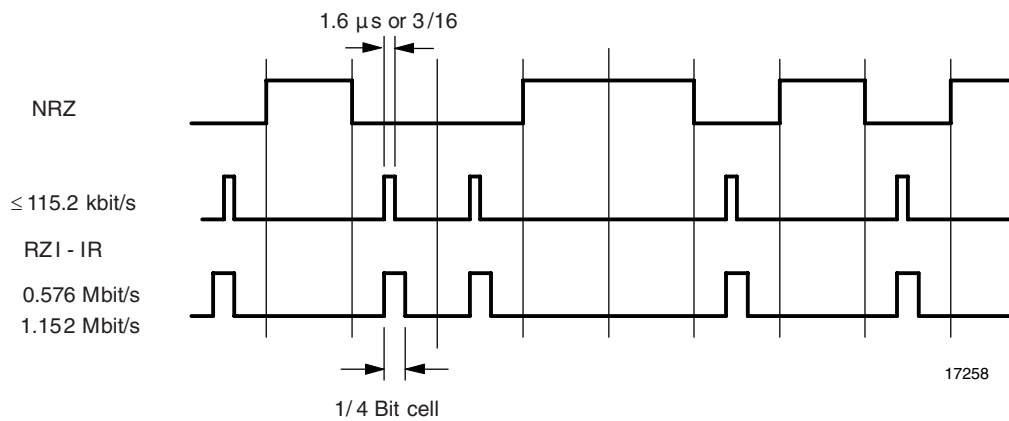 1.6 µs or 3/16
NRZ
≤ 115.2 kbit/s
RZI - IR
0.576 Mbit/s
1.152 Mbit/s
17258
1/4 Bit cell